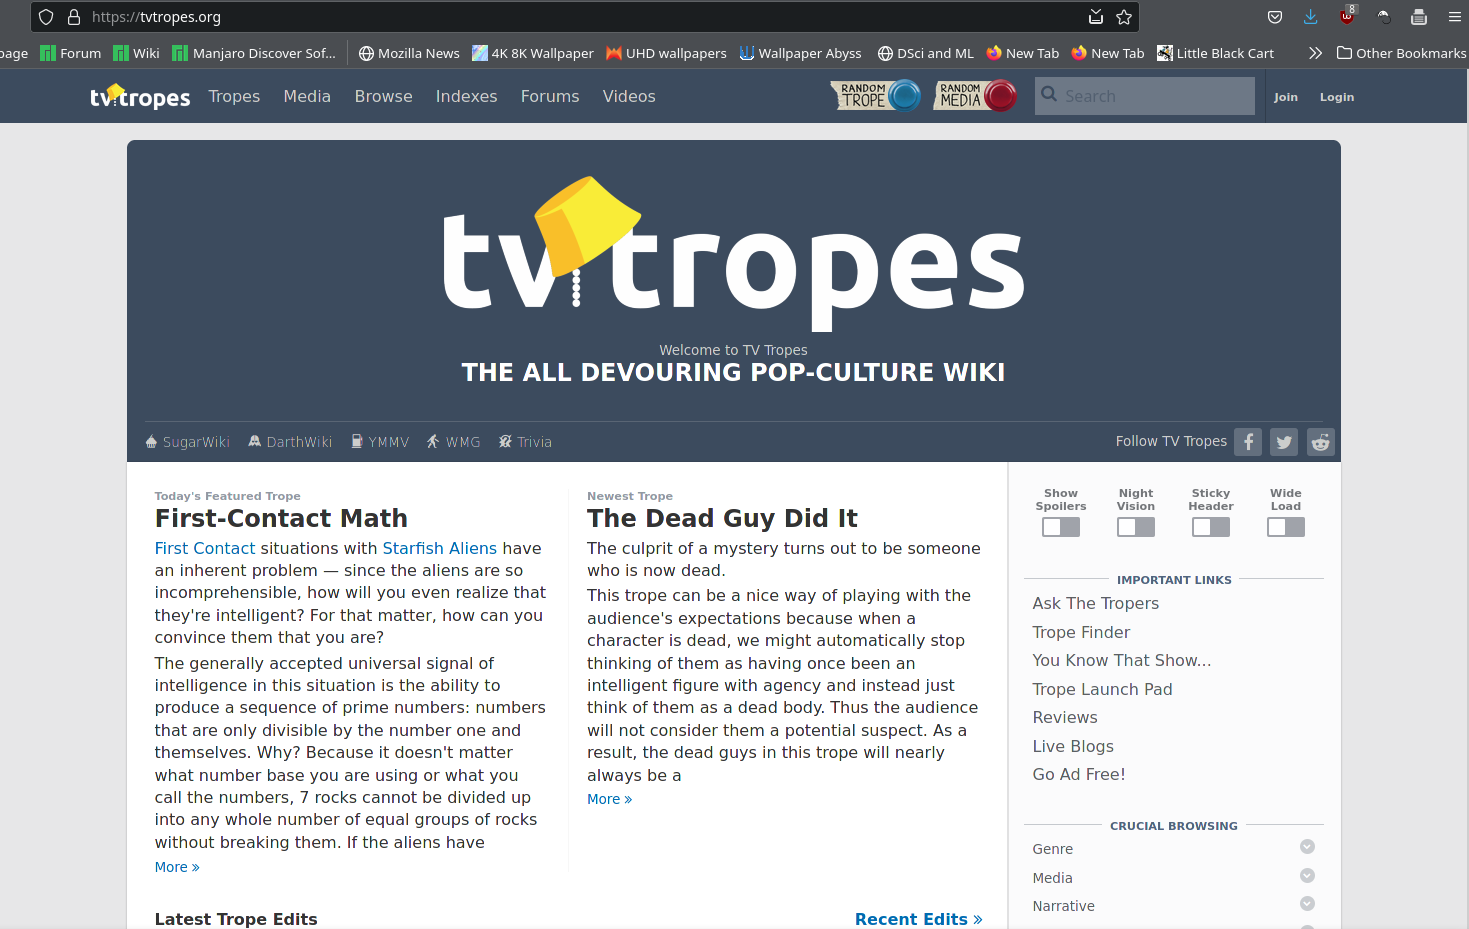 https://tvtropes.org
8
page Forum Wiki Manjaro Discover Sof... Mozilla News 4K 8K Wallpaper UHD wallpapers Wallpaper Abyss DSci and ML New Tab New Tab Little Black Cart Other Bookmarks
tvtropes Tropes Media Browse Indexes Forums Videos RANDOM TROPE RANDOM MEDIA Search Join Login
tvtropes
Welcome to TV Tropes
THE ALL DEVOURING POP-CULTURE WIKI
SugarWiki DarthWiki YMMV WMG Trivia Follow TV Tropes
Today's Featured Trope
First-Contact Math
First Contact situations with Starfish Aliens have
an inherent problem — since the aliens are so
incomprehensible, how will you even realize that
they're intelligent? For that matter, how can you
convince them that you are?
The generally accepted universal signal of
intelligence in this situation is the ability to
produce a sequence of prime numbers: numbers
that are only divisible by the number one and
themselves. Why? Because it doesn't matter
what number base you are using or what you
call the numbers, 7 rocks cannot be divided up
into any whole number of equal groups of rocks
without breaking them. If the aliens have
More »
Newest Trope
The Dead Guy Did It
The culprit of a mystery turns out to be someone
who is now dead.
This trope can be a nice way of playing with the
audience's expectations because when a
character is dead, we might automatically stop
thinking of them as having once been an
intelligent figure with agency and instead just
think of them as a dead body. Thus the audience
will not consider them a potential suspect. As a
result, the dead guys in this trope will nearly
always be a
More »
Latest Trope Edits
Recent Edits »
Show Spoilers
Night Vision
Sticky Header
Wide Load
IMPORTANT LINKS
Ask The Tropers
Trope Finder
You Know That Show...
Trope Launch Pad
Reviews
Live Blogs
Go Ad Free!
CRUCIAL BROWSING
Genre
Media
Narrative